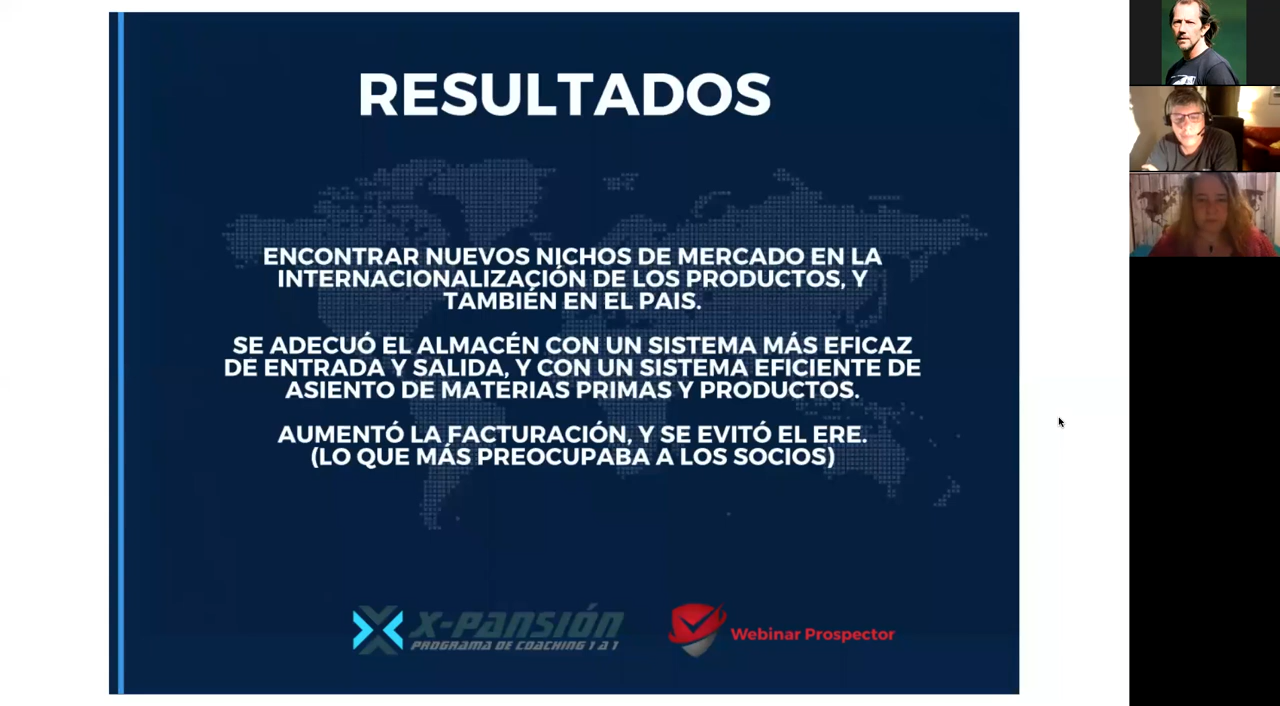 RESULTADOS
ENCONTRAR NUEVOS NICHOS DE MERCADO EN LA
INTERNACIONALIZACIÓN DE LOS PRODUCTOS, Y
TAMBIÉN EN EL PAIS.
SE ADECUÓ EL ALMACÉN CON UN SISTEMA MÁS EFICAZ
DE ENTRADA Y SALIDA, Y CON UN SISTEMA EFICIENTE DE
ASIENTO DE MATERIAS PRIMAS Y PRODUCTOS.
AUMENTÓ LA FACTURACIÓN, Y SE EVITÓ EL ERE.
(LO QUE MÁS PREOCUPABA A LOS SOCIOS)
X-PANSIÓN
PROGRAMA DE COACHING 1 A 1
Webinar Prospector